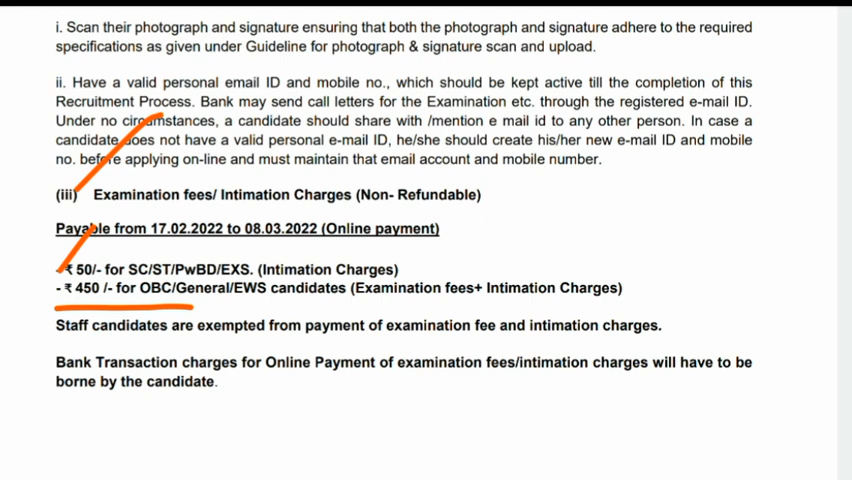 i. Scan their photograph and signature ensuring that both the photograph and signature adhere to the required
specifications as given under Guideline for photograph & signature scan and upload.
ii. Have a valid personal email ID and mobile no., which should be kept active till the completion of this
Recruitment Process. Bank may send call letters for the Examination etc. through the registered e-mail ID.
Under no circumstances, a candidate should share with /mention e mail id to any other person. In case a
candidate does not have a valid personal e-mail ID, he/she should create his/her new e-mail ID and mobile
no. before applying on-line and must maintain that email account and mobile number.
(iii) Examination fees/ Intimation Charges (Non- Refundable)
Payable from 17.02.2022 to 08.03.2022 (Online payment)
- ₹ 50/- for SC/ST/PwBD/EXS. (Intimation Charges)
- ₹ 450 /- for OBC/General/EWS candidates (Examination fees+ Intimation Charges)
Staff candidates are exempted from payment of examination fee and intimation charges.
Bank Transaction charges for Online Payment of examination fees/intimation charges will have to be
borne by the candidate.